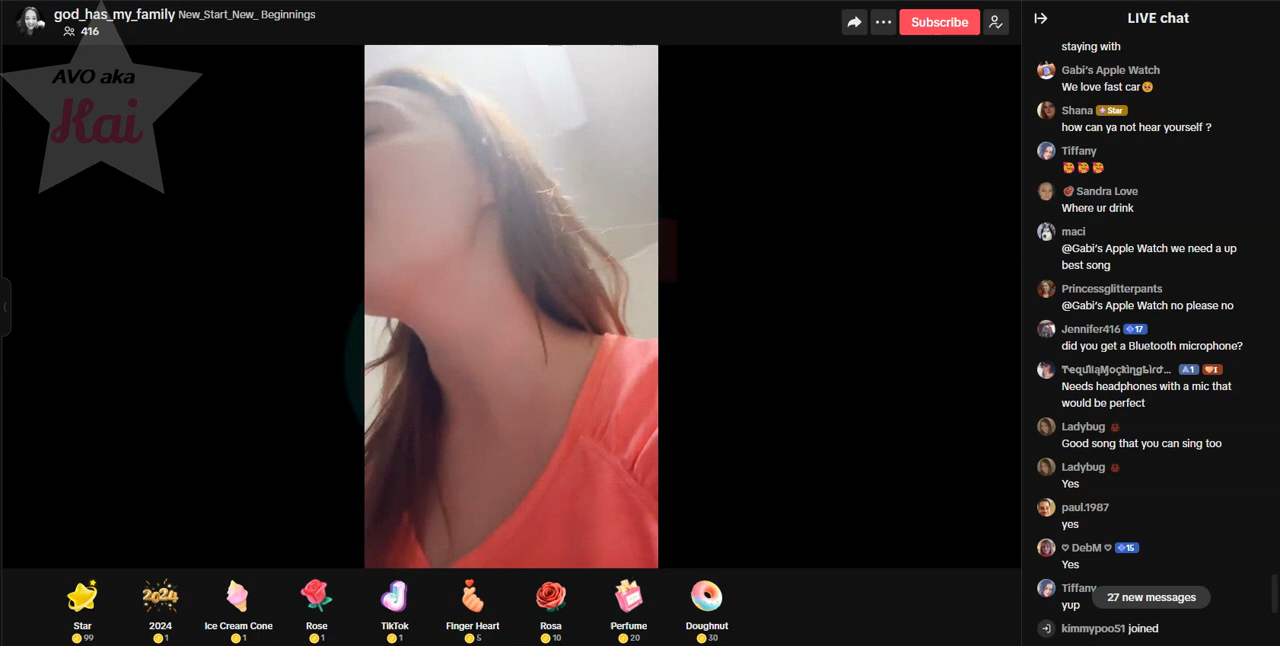 god_has_my_family New_Start_New_ Beginnings
416
Subscribe
AVO aka
Kai
LIVE chat
staying with
Gabi's Apple Watch
We love fast car
Shana Star
how can ya not hear yourself ?
Tiffany
Sandra Love
Where ur drink
maci
@Gabi's Apple Watch we need a up
best song
Princessglitterpants
@Gabi's Apple Watch no please no
Jennifer416 17
did you get a Bluetooth microphone?
A1 I
Needs headphones with a mic that
would be perfect
Ladybug
Good song that you can sing too
Ladybug
Yes
paul.1987
yes
♡ DebM ♡ 15
Yes
Tiffany
yup
27 new messages
kimmypoo51 joined
Star
99
2024
1
Ice Cream Cone
1
Rose
1
TikTok
1
Finger Heart
5
Rosa
10
Perfume
20
Doughnut
30